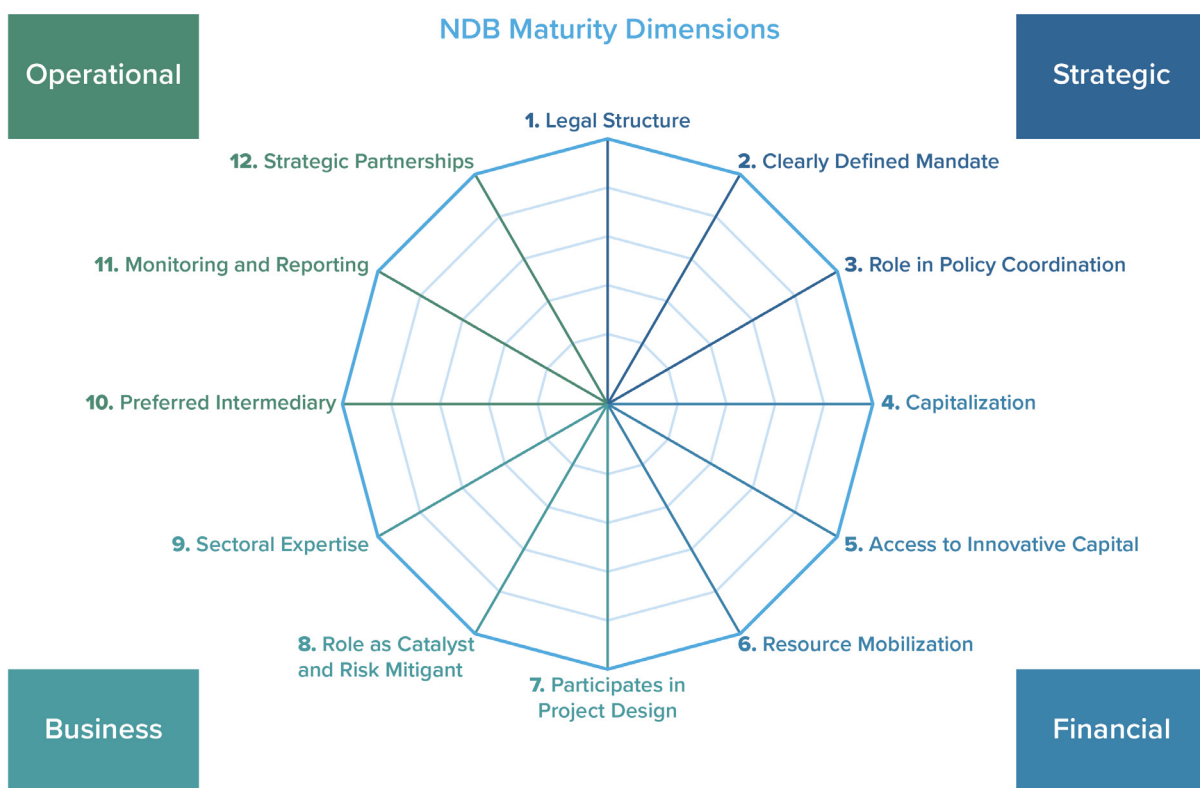 NDB Maturity Dimensions
Operational
Strategic
1. Legal Structure
2. Clearly Defined Mandate
3. Role in Policy Coordination
4. Capitalization
5. Access to Innovative Capital
6. Resource Mobilization
7. Participates in
Project Design
8. Role as Catalyst
and Risk Mitigant
9. Sectoral Expertise
10. Preferred Intermediary
11. Monitoring and Reporting
12. Strategic Partnerships
Business
Financial